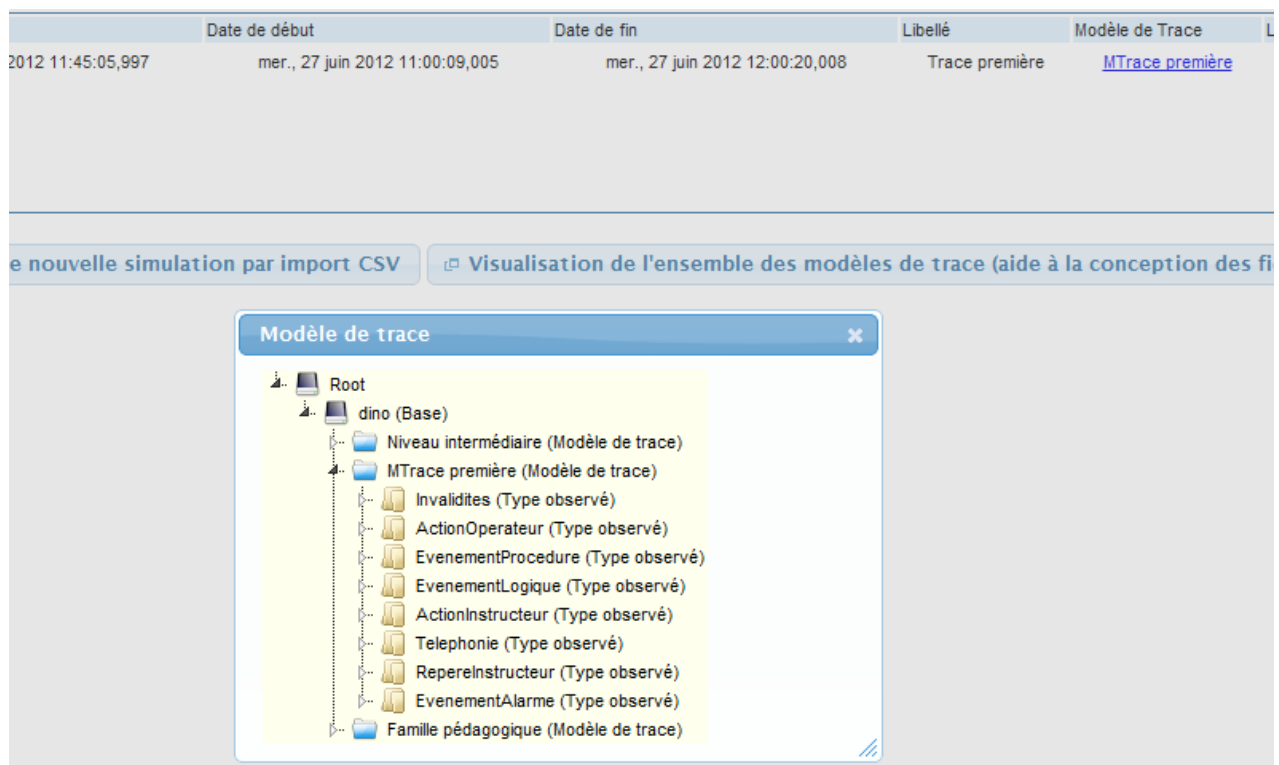 Date de début Date de fin Libellé Modèle de Trace L
2012 11:45:05,997 mer., 27 juin 2012 11:00:09,005 mer., 27 juin 2012 12:00:20,008 Trace première MTrace première
e nouvelle simulation par import CSV Visualisation de l'ensemble des modèles de trace (aide à la conception des fi
Modèle de trace
Root
dino (Base)
Niveau intermédiaire (Modèle de trace)
MTrace première (Modèle de trace)
Invalidites (Type observé)
ActionOperateur (Type observé)
EvenementProcedure (Type observé)
EvenementLogique (Type observé)
ActionInstructeur (Type observé)
Telephonie (Type observé)
RepereInstructeur (Type observé)
EvenementAlarme (Type observé)
Famille pédagogique (Modèle de trace)